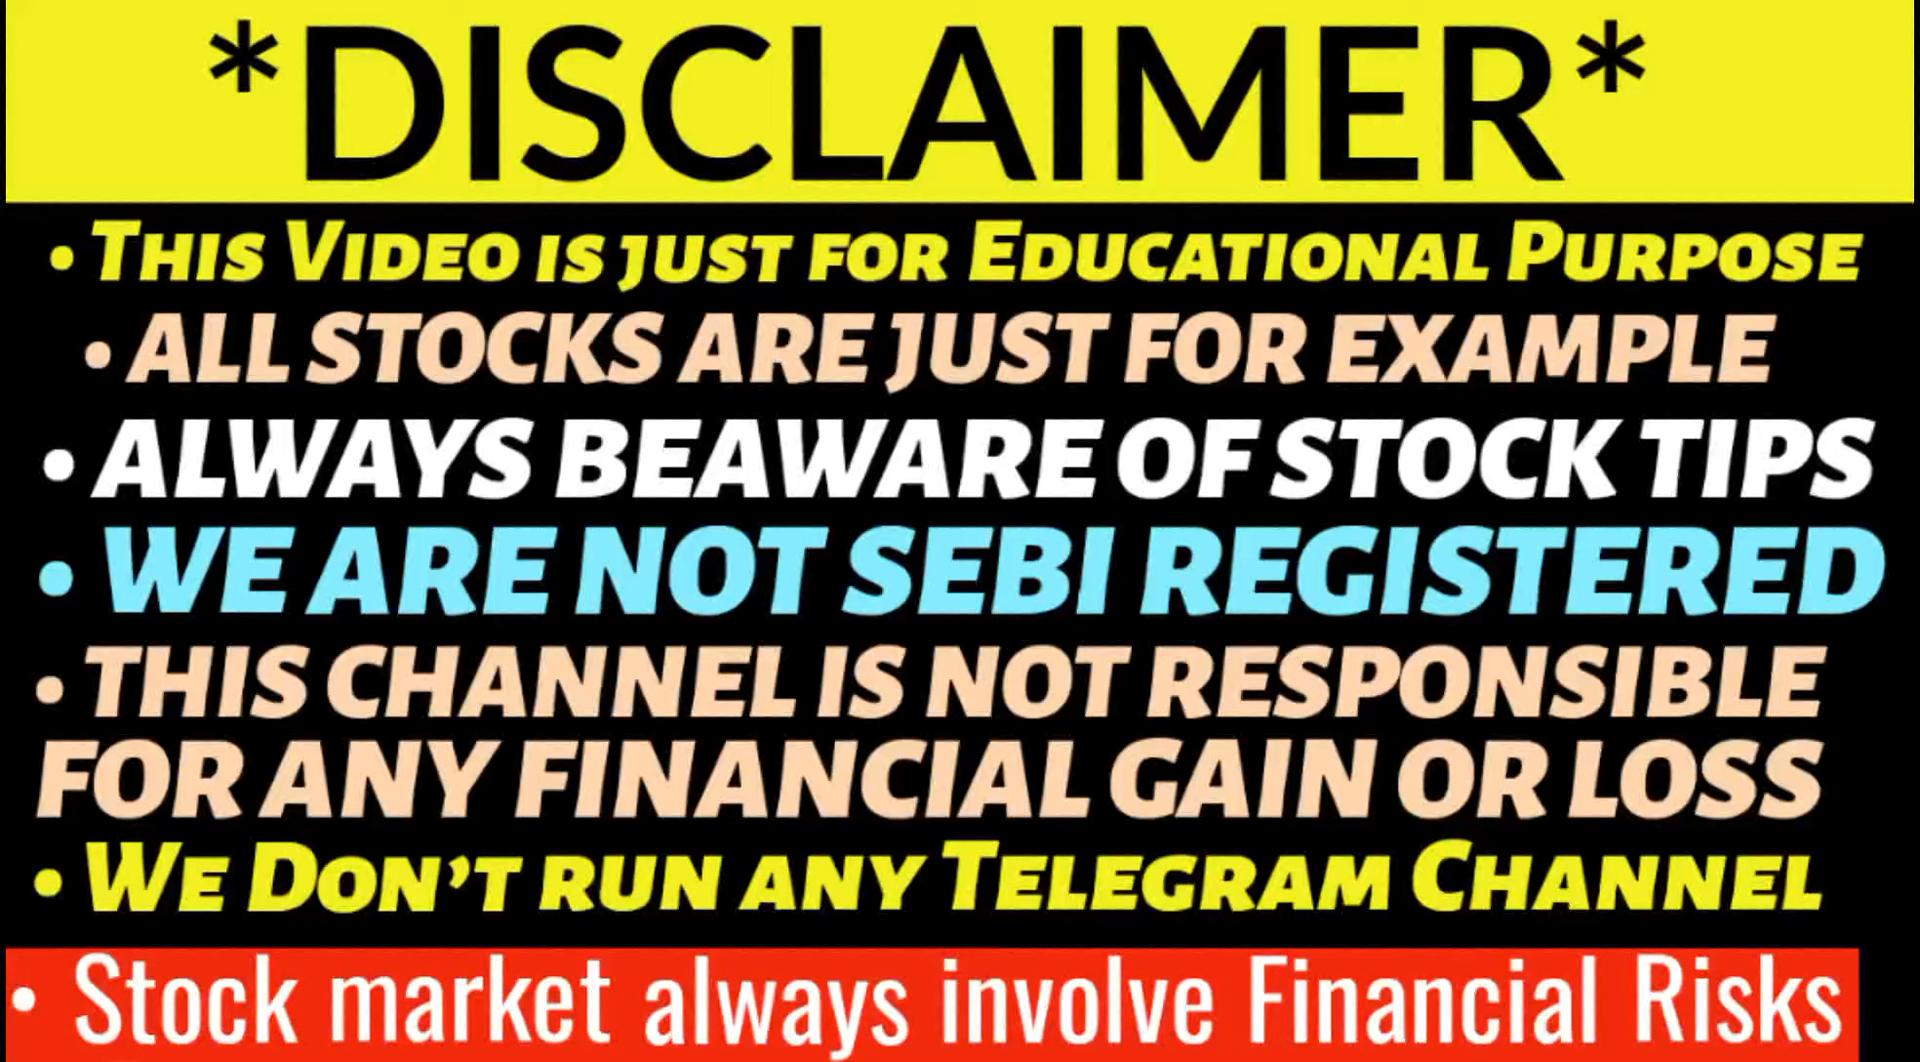 *DISCLAIMER*
• THIS VIDEO IS JUST FOR EDUCATIONAL PURPOSE
• ALL STOCKS ARE JUST FOR EXAMPLE
• ALWAYS BEAWARE OF STOCK TIPS
• WE ARE NOT SEBI REGISTERED
• THIS CHANNEL IS NOT RESPONSIBLE
FOR ANY FINANCIAL GAIN OR LOSS
• WE DON'T RUN ANY TELEGRAM CHANNEL
• Stock market always involve Financial Risks